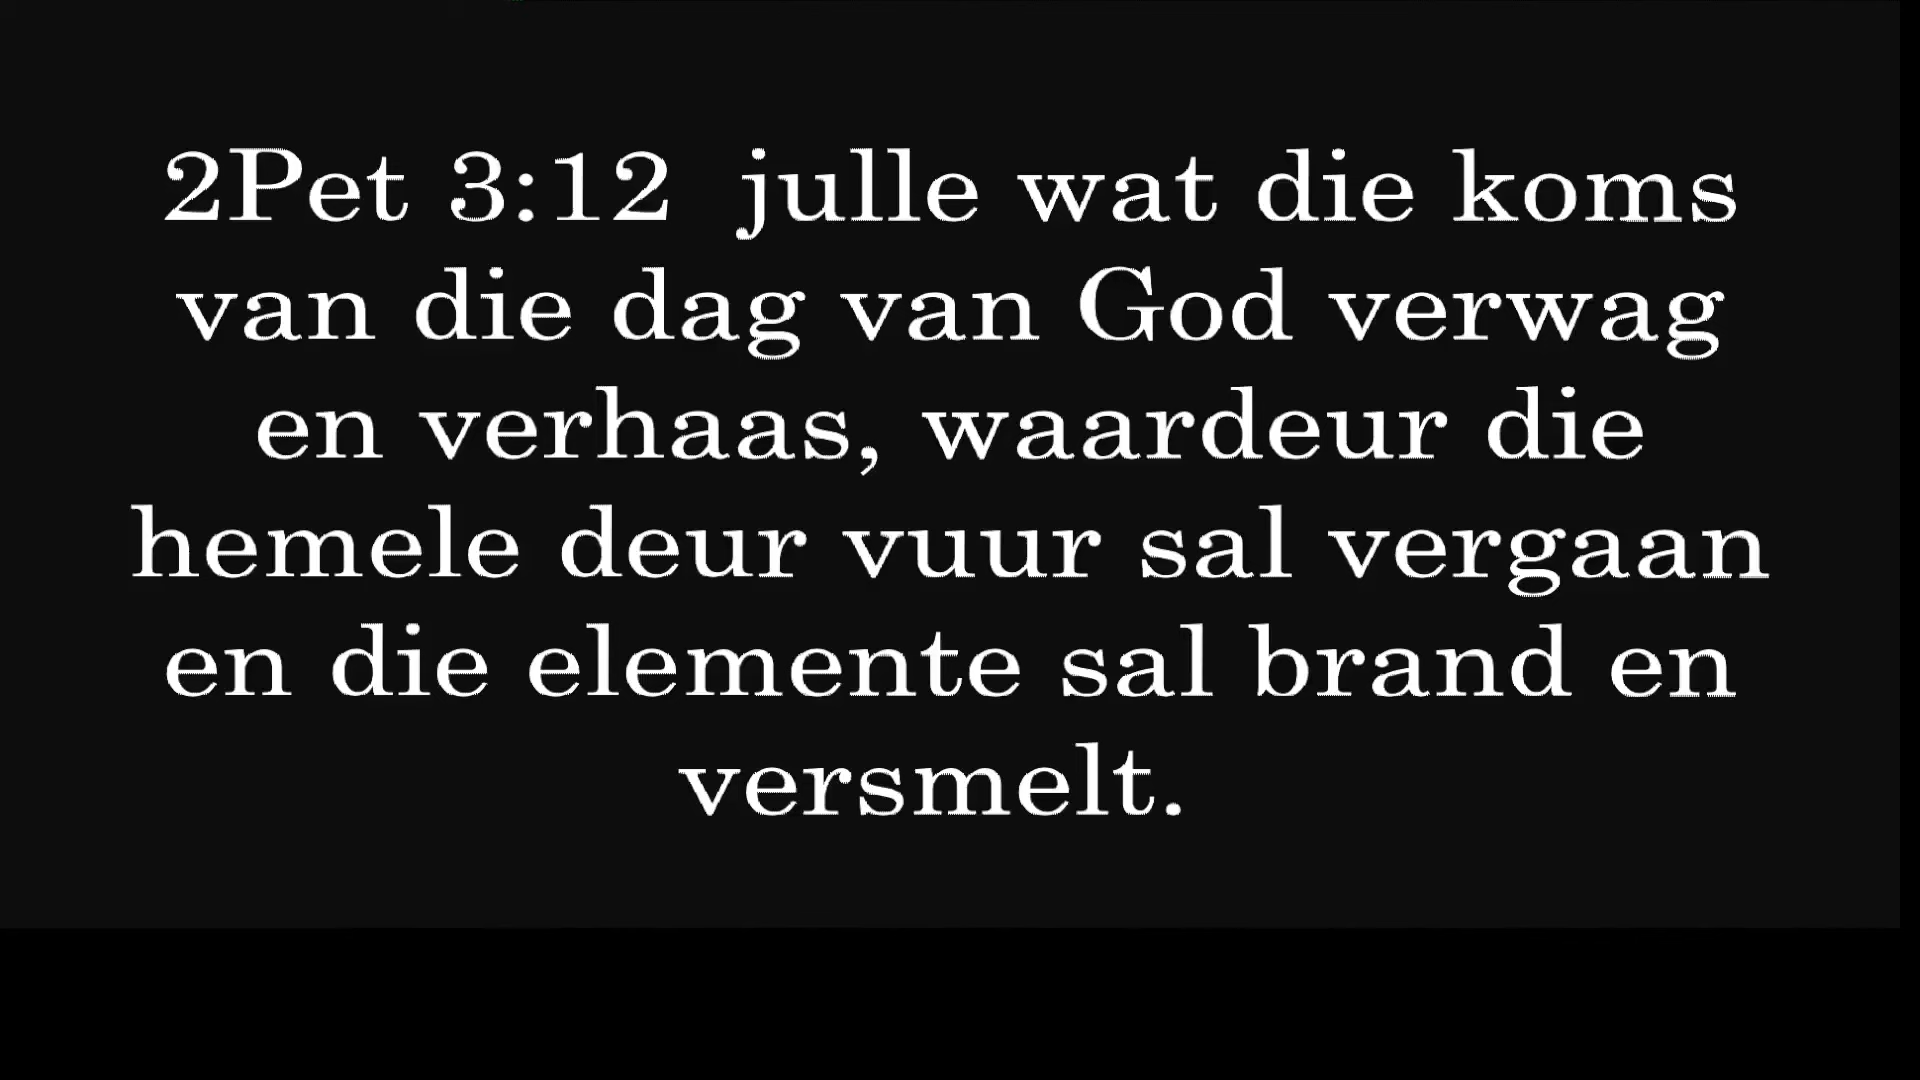 2Pet 3:12  julle wat die koms
van die dag van God verwag
en verhaas, waardeur die
hemele deur vuur sal vergaan
en die elemente sal brand en
versmelt.